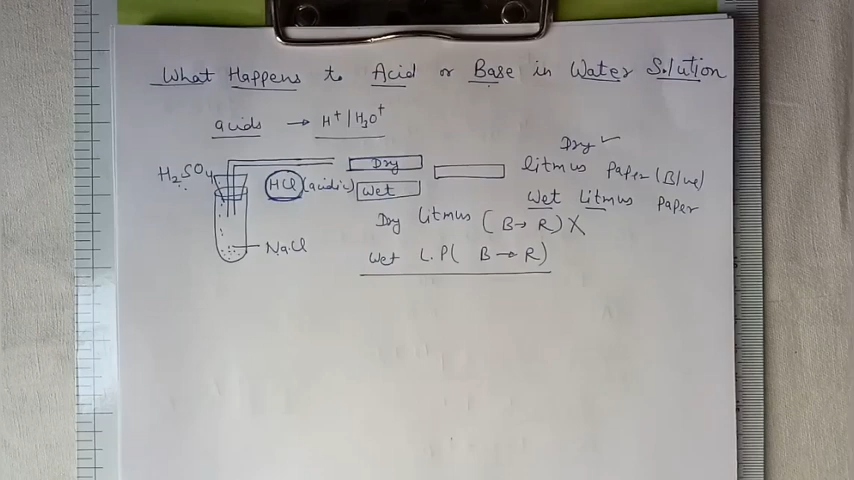 What Happens to Acid or Base in Water Solution
acids → H⁺/H₃O⁺
Dry ✓
litmus Paper (Blue)
Wet Litmus Paper
H₂SO₄
HCl (acidic)
Dry
Wet
NaCl
Dry litmus (B→R) X
Wet L.P( B→R)